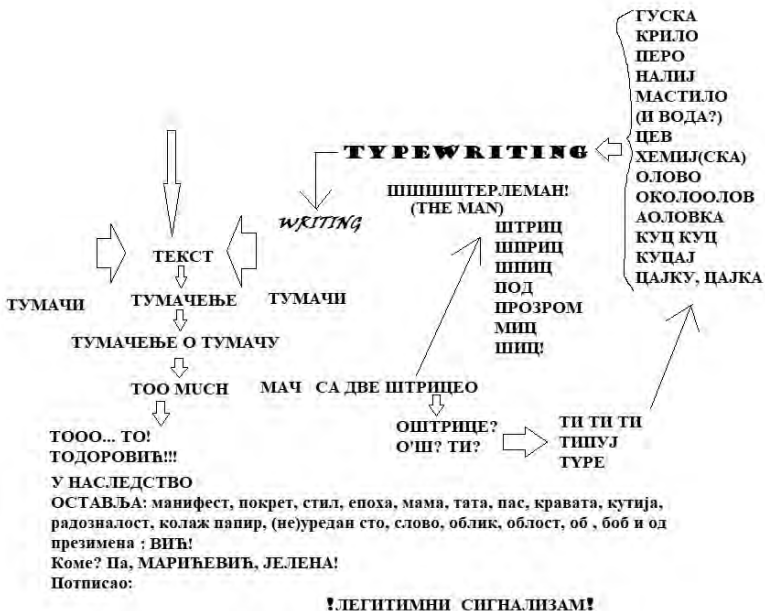 ГУСКА
КРИЛО
ПЕРО
НАЛИЈ
МАСТИЛО
(И ВОДА?)
ЦЕВ
ХЕМИЈ(СКА)
ОЛОВО
ОКОЛООЛОВ
АОЛОВКА
КУЦ КУЦ
КУЦАЈ
ЦАЈКУ, ЦАЈКА
TYPEWRITING
WRITING
ШШШШТЕРЛЕМАН!
(THE MAN)
ШТРИЦ
ШПРИЦ
ШПИЦ
ПОД
ПРОЗРОМ
МИЦ
ШИЦ!
ТЕКСТ
ТУМАЧИ ТУМАЧЕЊЕ ТУМАЧИ
ТУМАЧЕЊЕ О ТУМАЧУ
TOO MUCH МАЧ СА ДВЕ ШТРИЦЕО
ОШТРИЦЕ?
О'Ш? ТИ?
ТИ ТИ ТИ
ТИПУЈ
TYPE
ТООО... ТО!
ТОДОРОВИЋ!!!
У НАСЛЕДСТВО
ОСТАВЉА: манифест, покрет, стил, епоха, мама, тата, пас, кравата, кутија,
радозналост, колаж папир, (не)уредан сто, слово, облик, област, об , боб и од
презимена : ВИЋ!
Коме? Па, МАРИЋЕВИЋ, ЈЕЛЕНА!
Потписао:
!ЛЕГИТИМНИ СИГНАЛИЗАМ!